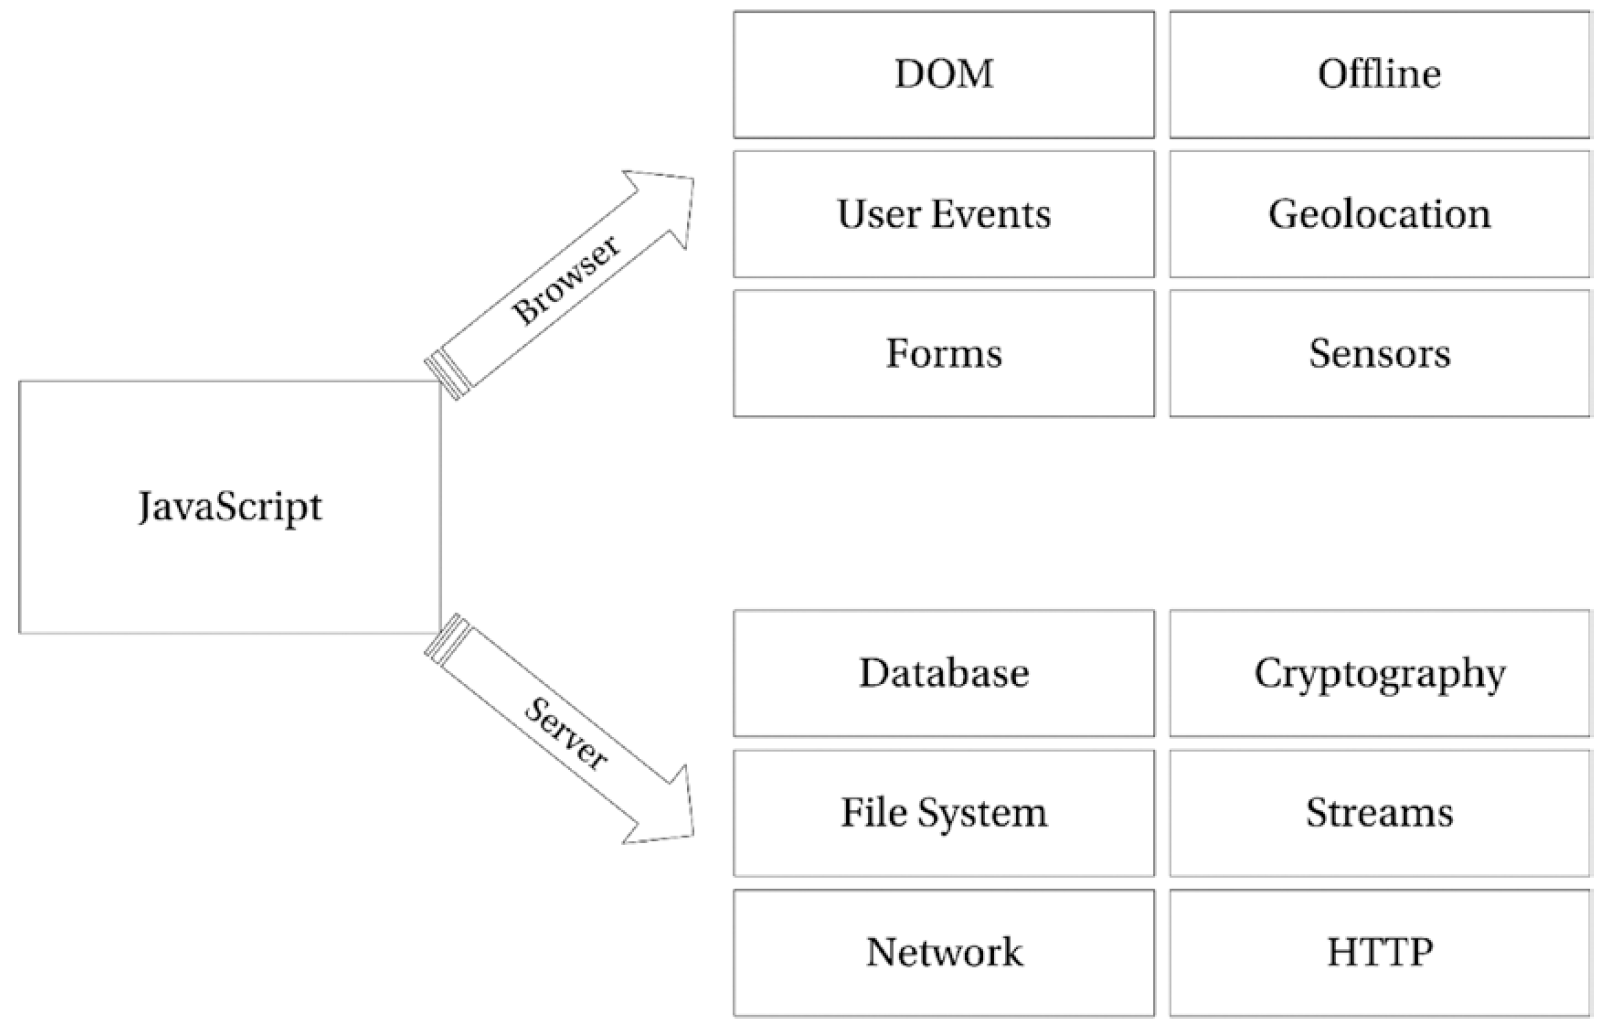 DOM
Offline
User Events
Geolocation
Forms
Sensors
Browser
JavaScript
Server
Database
Cryptography
File System
Streams
Network
HTTP